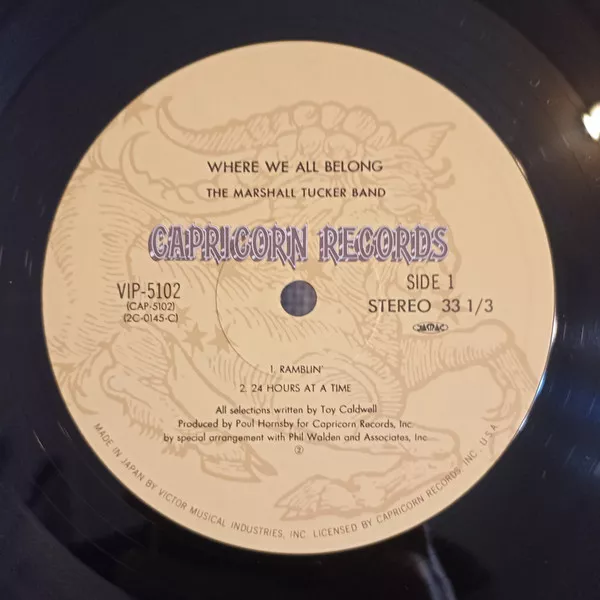 WHERE WE ALL BELONG
THE MARSHALL TUCKER BAND
CAPRICORN RECORDS
VIP-5102
(CAP-5102)
(2C-0145-C)
SIDE 1
STEREO 33 1/3
1. RAMBLIN'
2. 24 HOURS AT A TIME
All selections written by Toy Caldwell
Produced by Paul Hornsby for Capricorn Records, Inc.
by special arrangement with Phil Walden and Associates, Inc.
MADE IN JAPAN BY VICTOR MUSICAL INDUSTRIES, INC. LICENSED BY CAPRICORN RECORDS, INC. U.S.A.